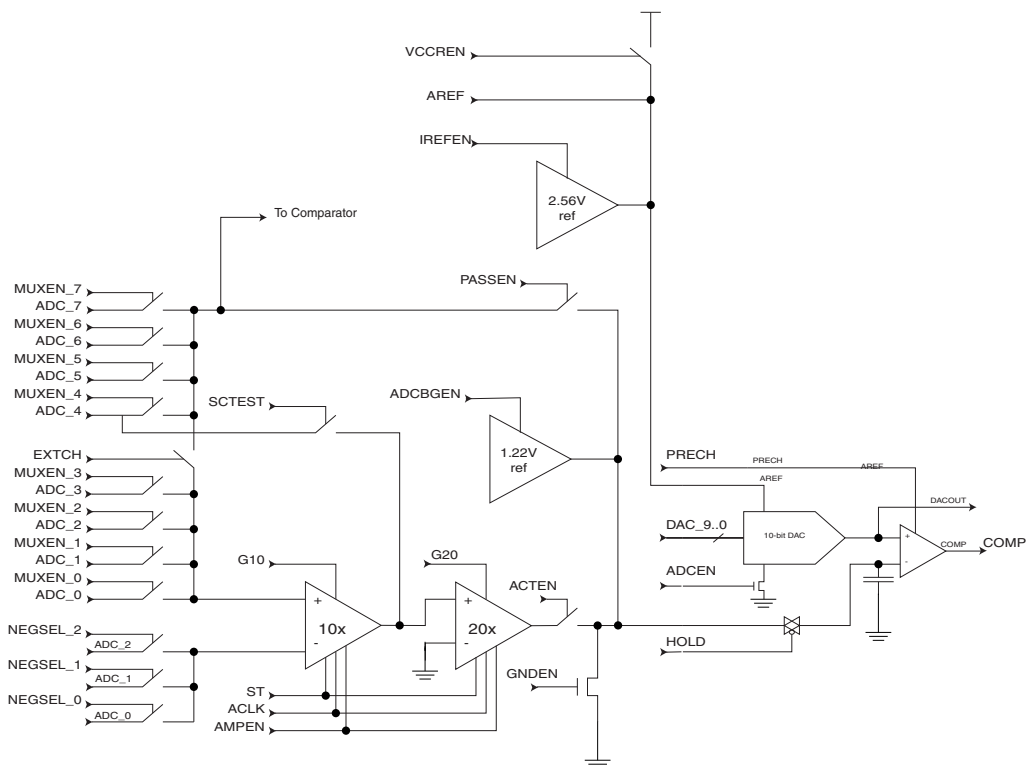 VCCREN
AREF
IREFEN
2.56V
ref
To Comparator
PASSEN
MUXEN_7
ADC_7
MUXEN_6
ADC_6
MUXEN_5
ADC_5
MUXEN_4
ADC_4
SCTEST
ADCBGEN
1.22V
ref
EXTCH
MUXEN_3
ADC_3
MUXEN_2
ADC_2
MUXEN_1
ADC_1
MUXEN_0
ADC_0
PRECH
PRECH
AREF
AREF
DACOUT
DAC_9..0
10-bit DAC
+
-
COMP
COMP
ADCEN
G10
G20
ACTEN
+
10x
-
+
20x
-
HOLD
NEGSEL_2
ADC_2
NEGSEL_1
ADC_1
NEGSEL_0
ADC_0
GNDEN
ST
ACLK
AMPEN